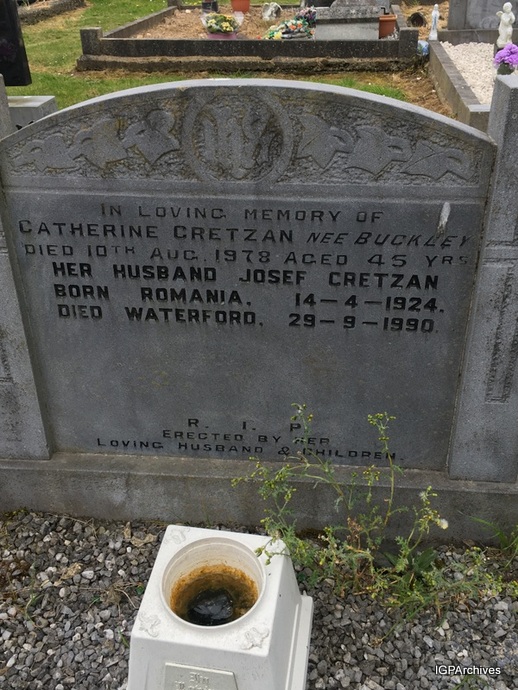 IHS
IN LOVING MEMORY OF
CATHERINE CRETZAN NEE BUCKLEY
DIED 10TH AUG. 1978 AGED 45 YRS
HER HUSBAND JOSEF CRETZAN
BORN ROMANIA. 14-4-1924.
DIED WATERFORD. 29-9-1990.
R. I. P.
ERECTED BY HER
LOVING HUSBAND & CHILDREN.
IGPArchives